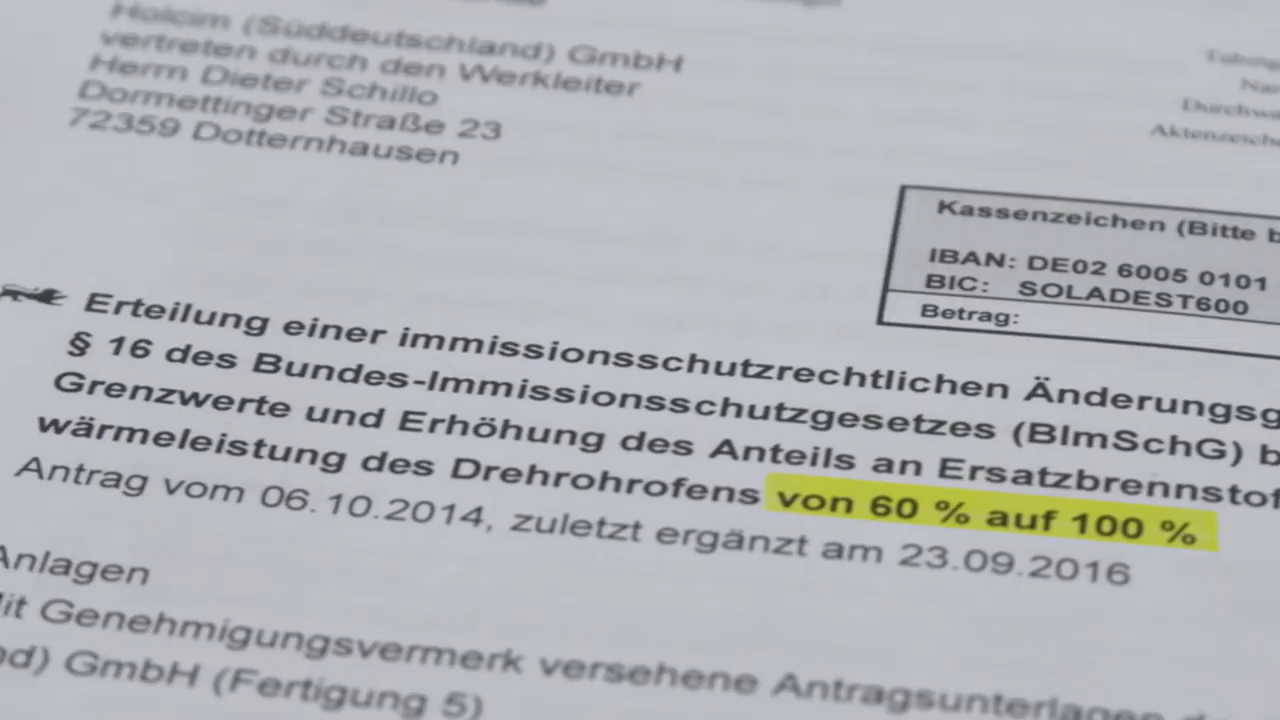 Holcim (Süddeutschland) GmbH
vertreten durch den Werkleiter
Herrn Dieter Schillo
Dormettinger Straße 23
72359 Dotternhausen
Kassenzeichen (Bitte b
IBAN: DE02 6005 0101
BIC: SOLADEST600
Betrag:
Erteilung einer immissionsschutzrechtlichen Änderungsg
§ 16 des Bundes-Immissionsschutzgesetzes (BImSchG) b
Grenzwerte und Erhöhung des Anteils an Ersatzbrennstof
wärmeleistung des Drehrohrofens von 60 % auf 100 %
Antrag vom 06.10.2014, zuletzt ergänzt am 23.09.2016
Anlagen
Mit Genehmigungsvermerk versehene Antragsunterlagen
d) GmbH (Fertigung 5)